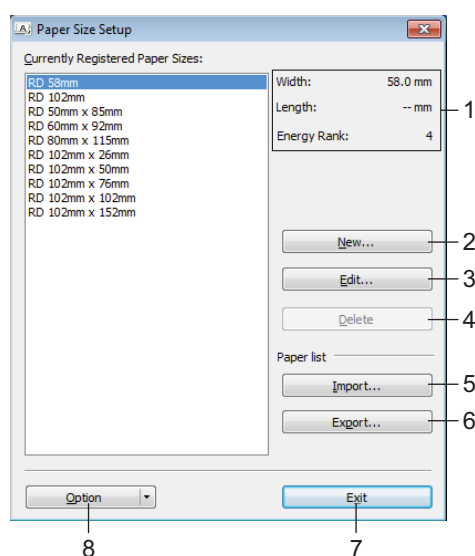 Paper Size Setup
Currently Registered Paper Sizes:
RD 58mm
RD 102mm
RD 50mm x 85mm
RD 60mm x 92mm
RD 80mm x 115mm
RD 102mm x 26mm
RD 102mm x 50mm
RD 102mm x 76mm
RD 102mm x 102mm
RD 102mm x 152mm
Width: 58.0 mm
Length: -- mm
Energy Rank: 4
1
New... 2
Edit... 3
Delete 4
Paper list
Import... 5
Export... 6
Option Exit
8 7